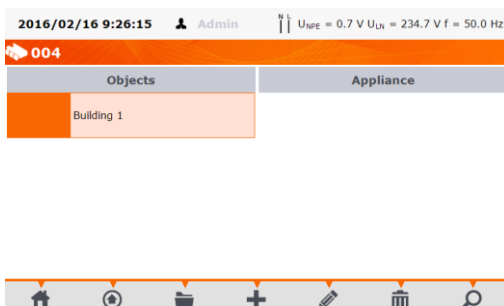 2016/02/16 9:26:15 Admin N L UNPE = 0.7 V ULN = 234.7 V f = 50.0 Hz
004
Objects Appliance
Building 1